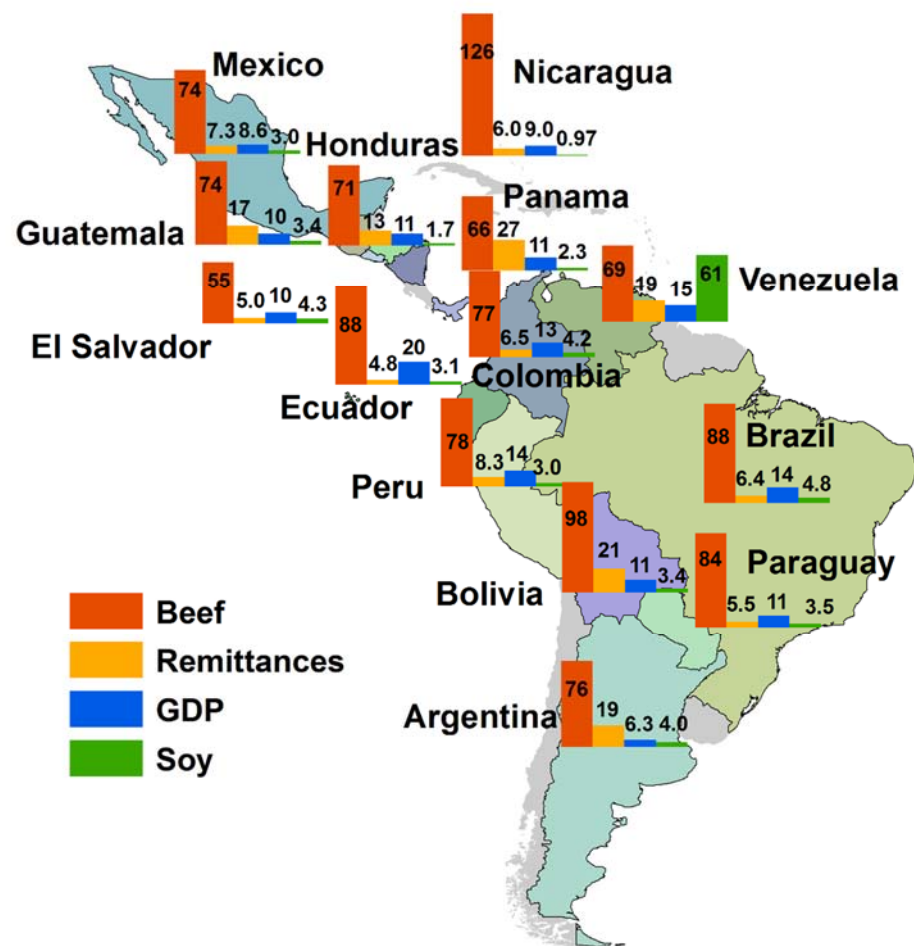 Mexico
74
7.3 8.6 3.0
126
Nicaragua
6.0 9.0 0.97
Honduras
71
13 11 1.7
Guatemala
74
17 10 3.4
Panama
66 27
11 2.3
Venezuela
69
19 15
61
El Salvador
55
5.0 10 4.3
Ecuador
88
4.8 20 3.1
Colombia
77
6.5 13 4.2
Peru
78
8.3 14 3.0
Brazil
88
6.4 14 4.8
Bolivia
98
21 11 3.4
Paraguay
84
5.5 11 3.5
Argentina
76
19 6.3 4.0
Beef
Remittances
GDP
Soy